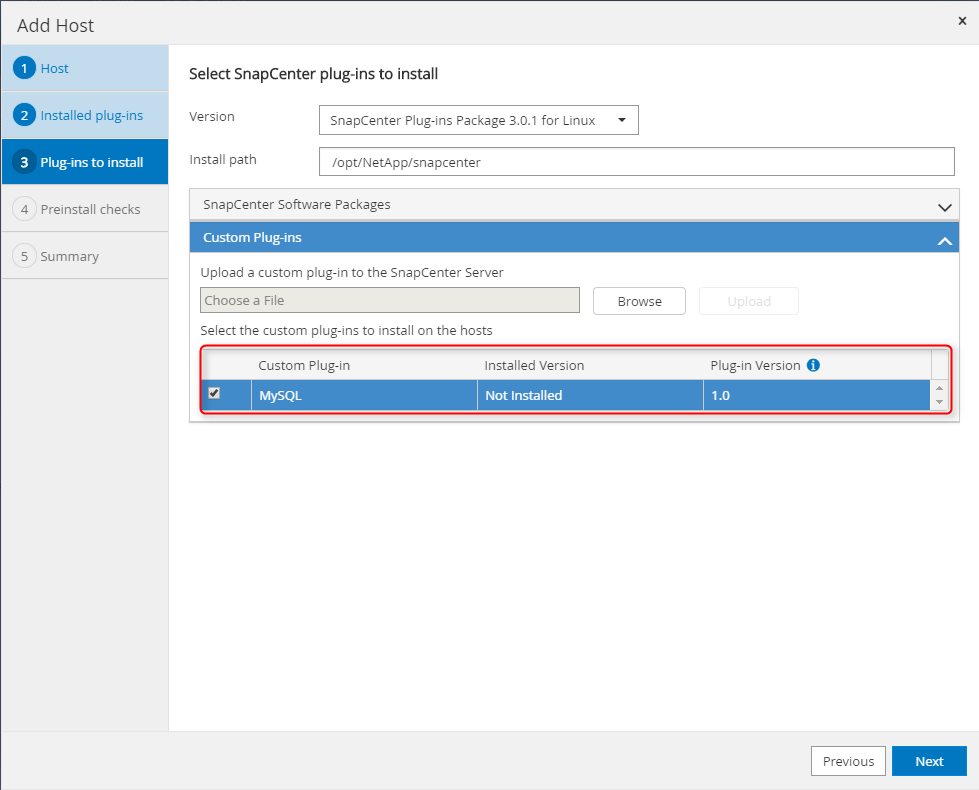 Add Host
×
1 Host
2 Installed plug-ins
3 Plug-ins to install
4 Preinstall checks
5 Summary
Select SnapCenter plug-ins to install
Version SnapCenter Plug-ins Package 3.0.1 for Linux
Install path /opt/NetApp/snapcenter
SnapCenter Software Packages
Custom Plug-ins
Upload a custom plug-in to the SnapCenter Server
Choose a File Browse Upload
Select the custom plug-ins to install on the hosts
Custom Plug-in Installed Version Plug-in Version i
MySQL Not Installed 1.0
Previous Next